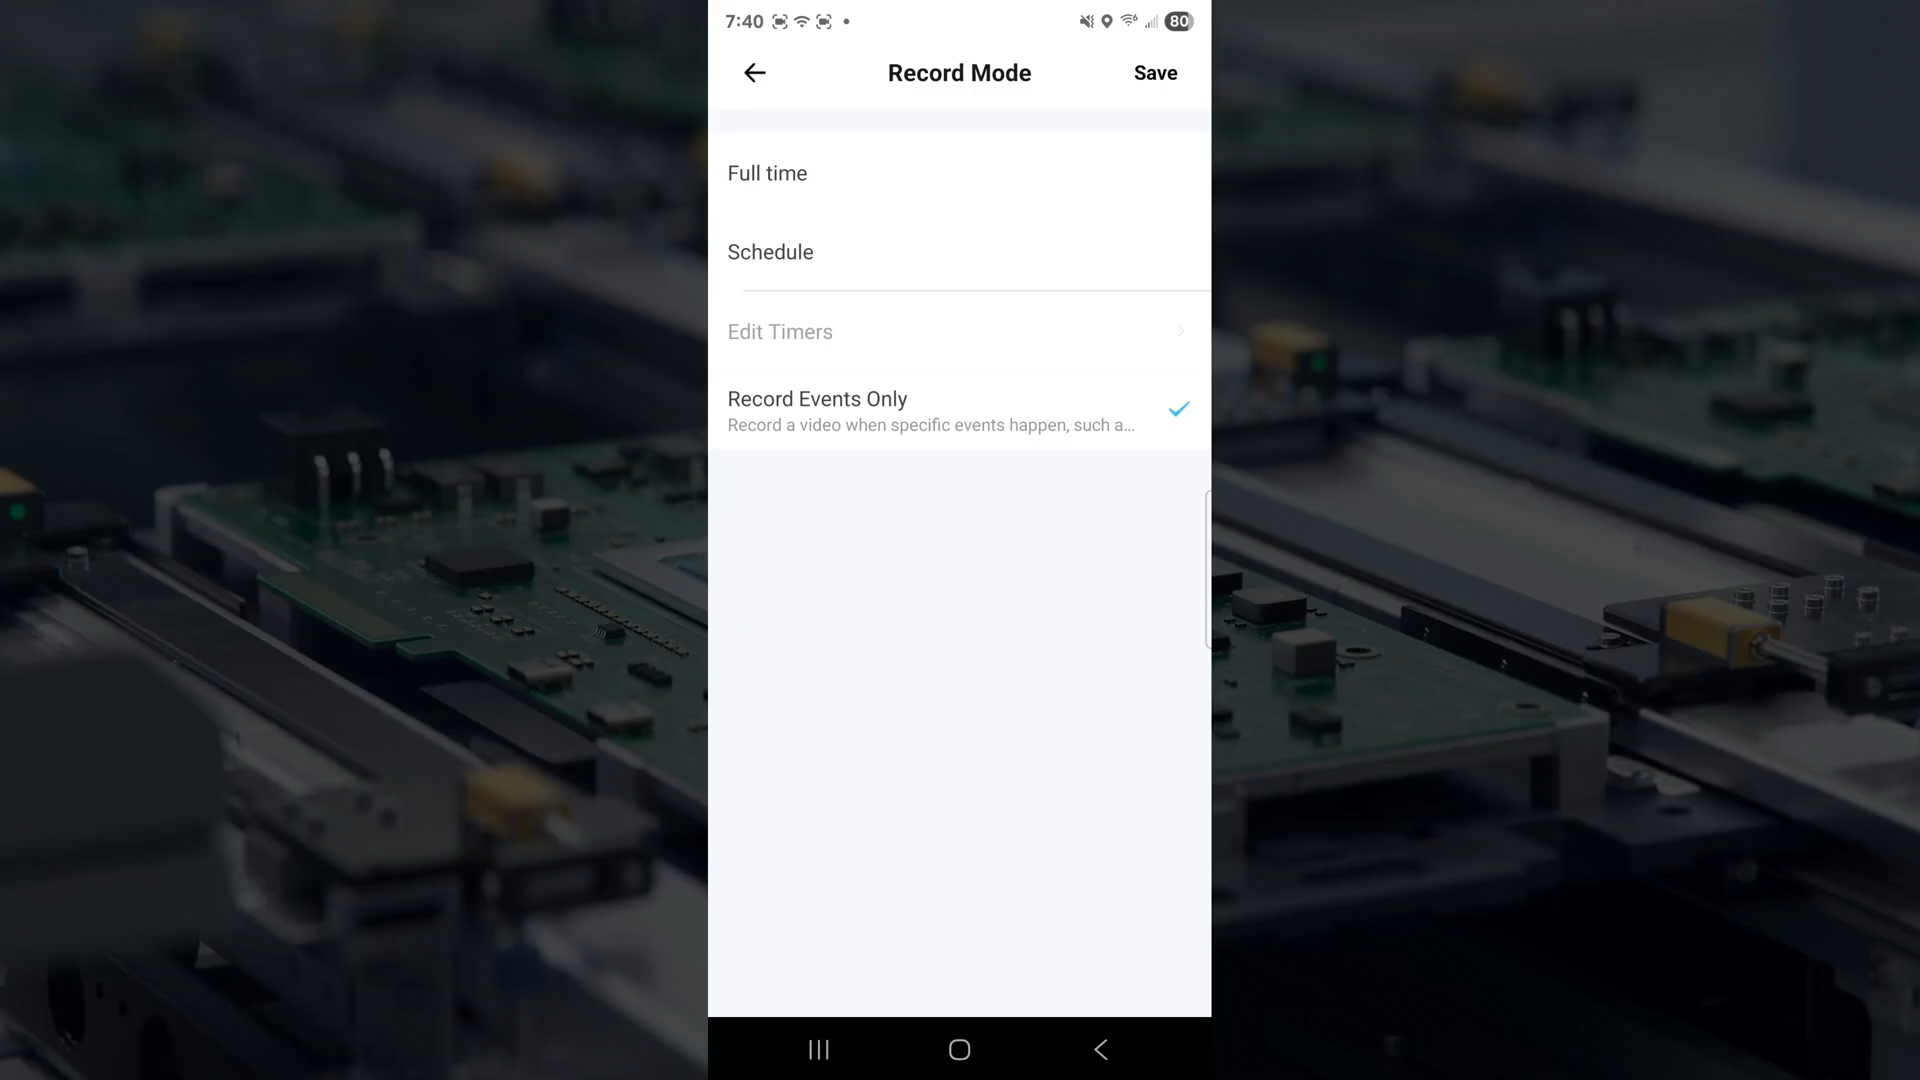 7:40
80
Record Mode
Save
Full time
Schedule
Edit Timers
Record Events Only
Record a video when specific events happen, such a...